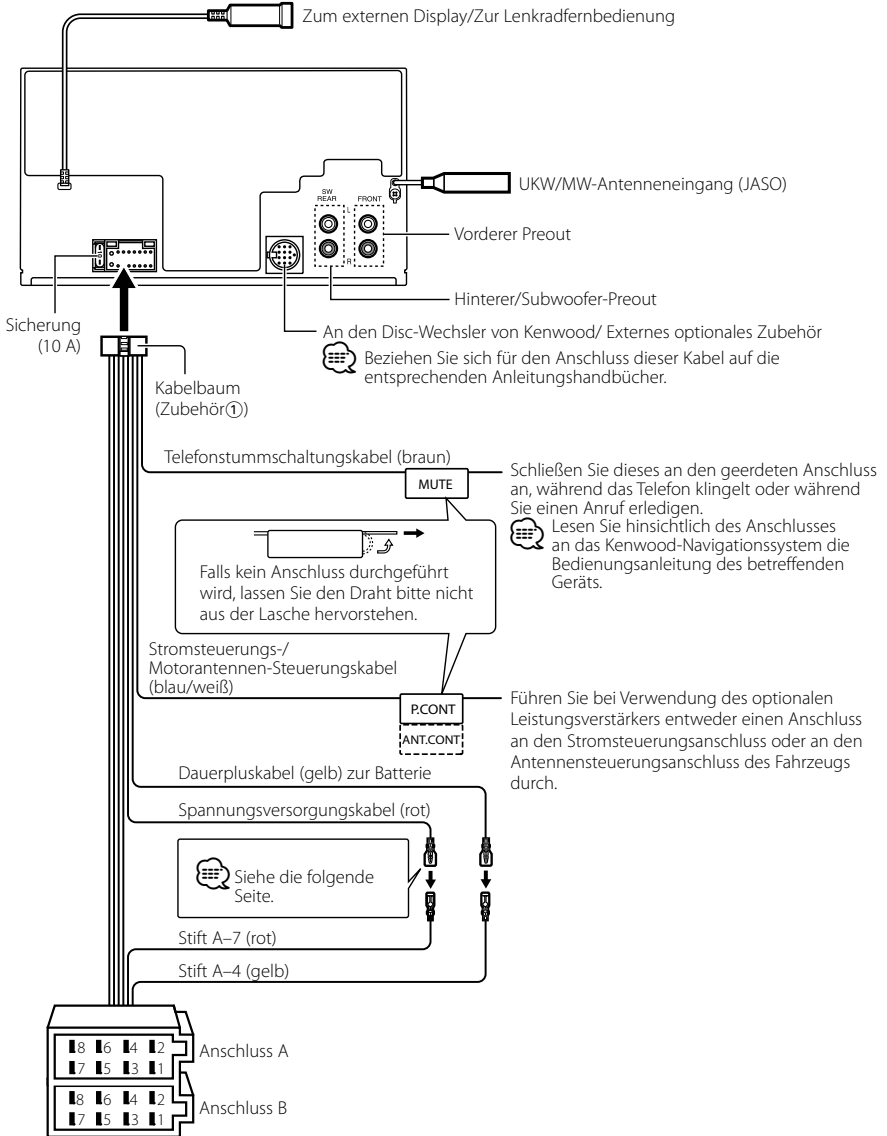 Zum externen Display/Zur Lenkradfernbedienung
SW
REAR
FRONT
L
R
UKW/MW-Antenneneingang (JASO)
Vorderer Preout
Hinterer/Subwoofer-Preout
Sicherung
(10 A)
An den Disc-Wechsler von Kenwood/ Externes optionales Zubehör
Beziehen Sie sich für den Anschluss dieser Kabel auf die
entsprechenden Anleitungshandbücher.
Kabelbaum
(Zubehör①)
Telefonstummschaltungskabel (braun)
MUTE
Schließen Sie dieses an den geerdeten Anschluss
an, während das Telefon klingelt oder während
Sie einen Anruf erledigen.
Lesen Sie hinsichtlich des Anschlusses
an das Kenwood-Navigationssystem die
Bedienungsanleitung des betreffenden
Geräts.
Falls kein Anschluss durchgeführt
wird, lassen Sie den Draht bitte nicht
aus der Lasche hervorstehen.
Stromsteuerungs-/
Motorantennen-Steuerungskabel
(blau/weiß)
P.CONT
ANT.CONT
Führen Sie bei Verwendung des optionalen
Leistungsverstärkers entweder einen Anschluss
an den Stromsteuerungsanschluss oder an den
Antennensteuerungsanschluss des Fahrzeugs
durch.
Dauerpluskabel (gelb) zur Batterie
Spannungsversorgungskabel (rot)
Siehe die folgende
Seite.
Stift A–7 (rot)
Stift A–4 (gelb)
8 6 4 2
7 5 3 1
Anschluss A
8 6 4 2
7 5 3 1
Anschluss B